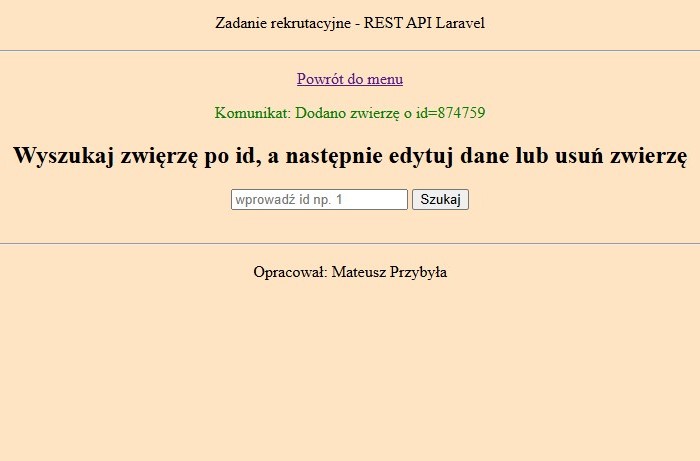 Zadanie rekrutacyjne - REST API Laravel
Powrót do menu
Komunikat: Dodano zwierzę o id=874759
Wyszukaj zwięrzę po id, a następnie edytuj dane lub usuń zwierzę
wprowadź id np. 1 Szukaj
Opracował: Mateusz Przybyła